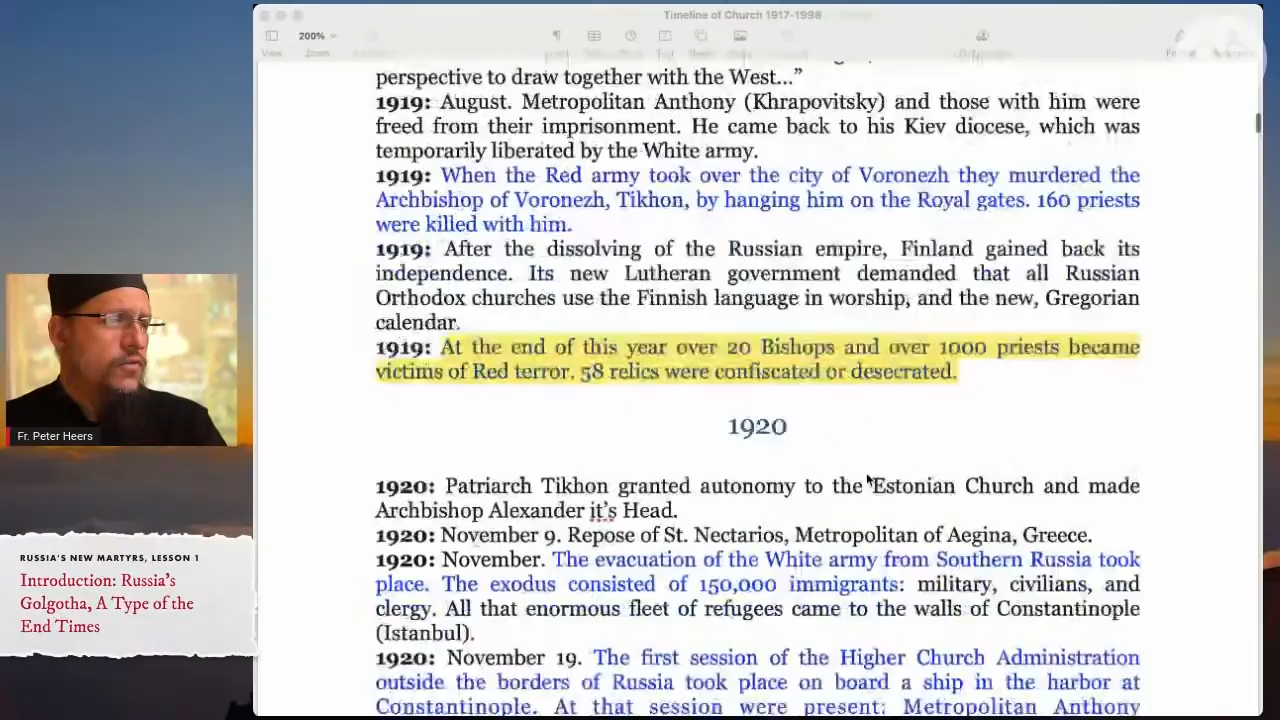 Timeline of Church 1917-1998
200%
View
Zoom
perspective to draw together with the West...”
1919: August. Metropolitan Anthony (Khrapovitsky) and those with him were
freed from their imprisonment. He came back to his Kiev diocese, which was
temporarily liberated by the White army.
1919: When the Red army took over the city of Voronezh they murdered the
Archbishop of Voronezh, Tikhon, by hanging him on the Royal gates. 160 priests
were killed with him.
1919: After the dissolving of the Russian empire, Finland gained back its
independence. Its new Lutheran government demanded that all Russian
Orthodox churches use the Finnish language in worship, and the new, Gregorian
calendar.
1919: At the end of this year over 20 Bishops and over 1000 priests became
victims of Red terror. 58 relics were confiscated or desecrated.
1920
1920: Patriarch Tikhon granted autonomy to the Estonian Church and made
Archbishop Alexander it’s Head.
1920: November 9. Repose of St. Nectarios, Metropolitan of Aegina, Greece.
1920: November. The evacuation of the White army from Southern Russia took
place. The exodus consisted of 150,000 immigrants: military, civilians, and
clergy. All that enormous fleet of refugees came to the walls of Constantinople
(Istanbul).
1920: November 19. The first session of the Higher Church Administration
outside the borders of Russia took place on board a ship in the harbor at
Constantinople. At that session were present: Metropolitan Anthony
Fr. Peter Heers
RUSSIA'S NEW MARTYRS, LESSON 1
Introduction: Russia's
Golgotha, A Type of the
End Times